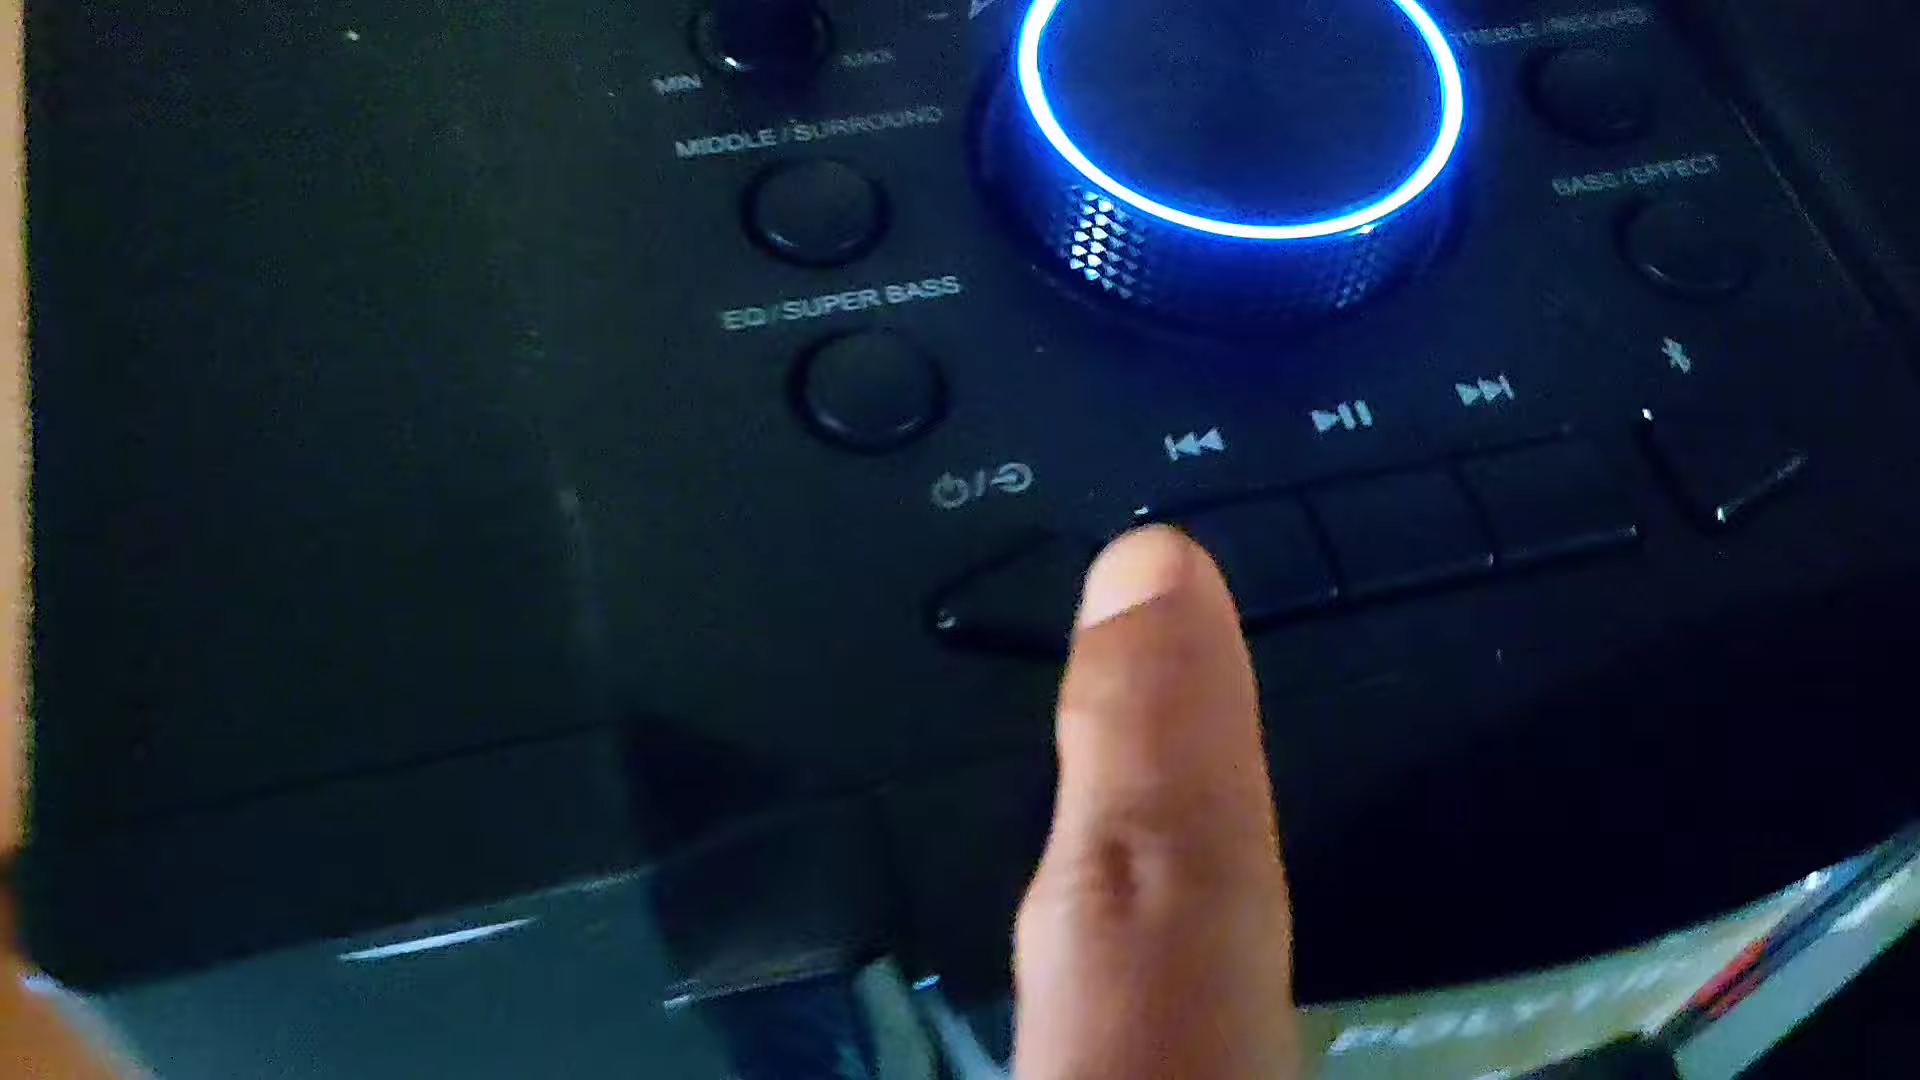 MIN
MAX
MIDDLE / SURROUND
EQ / SUPER BASS
BASS / EFFECT